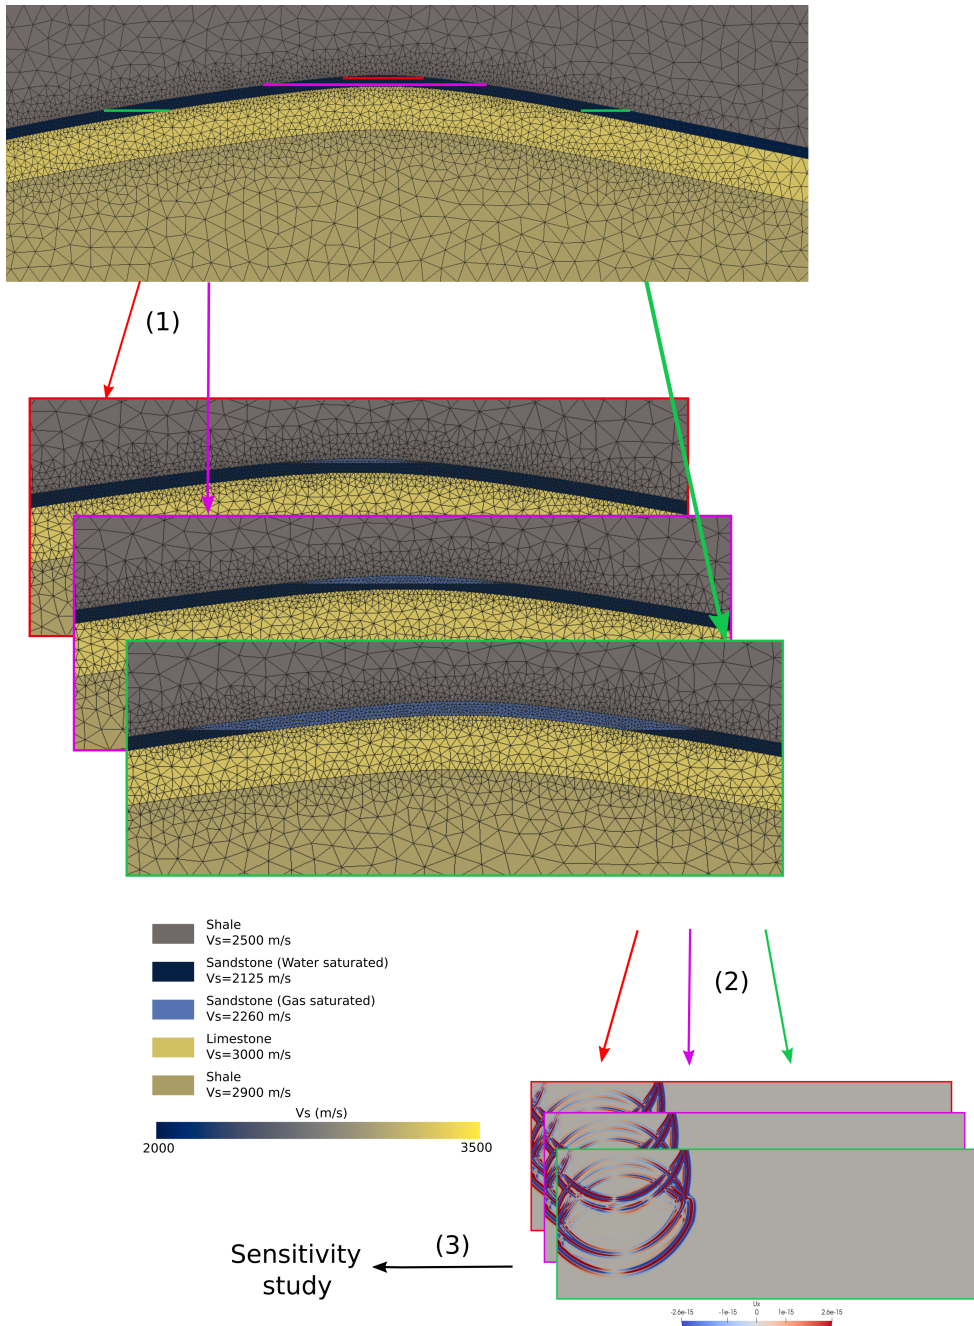 (1)
Shale
Vs=2500 m/s
Sandstone (Water saturated)
Vs=2125 m/s
Sandstone (Gas saturated)
Vs=2260 m/s
Limestone
Vs=3000 m/s
Shale
Vs=2900 m/s
Vs (m/s)
2000
3500
(2)
(3)
Sensitivity
study
Ux
-2.6e-15 -1e-15 0 1e-15 2.6e-15